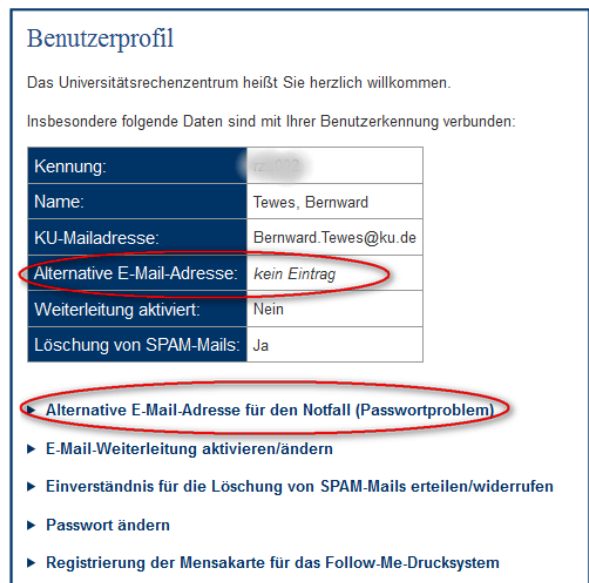 Benutzerprofil
Das Universitätsrechenzentrum heißt Sie herzlich willkommen.
Insbesondere folgende Daten sind mit Ihrer Benutzerkennung verbunden:
Kennung:
Name: Tewes, Bernward
KU-Mailadresse: Bernward.Tewes@ku.de
Alternative E-Mail-Adresse: kein Eintrag
Weiterleitung aktiviert: Nein
Löschung von SPAM-Mails: Ja
Alternative E-Mail-Adresse für den Notfall (Passwortproblem)
E-Mail-Weiterleitung aktivieren/ändern
Einverständnis für die Löschung von SPAM-Mails erteilen/widerrufen
Passwort ändern
Registrierung der Mensakarte für das Follow-Me-Drucksystem